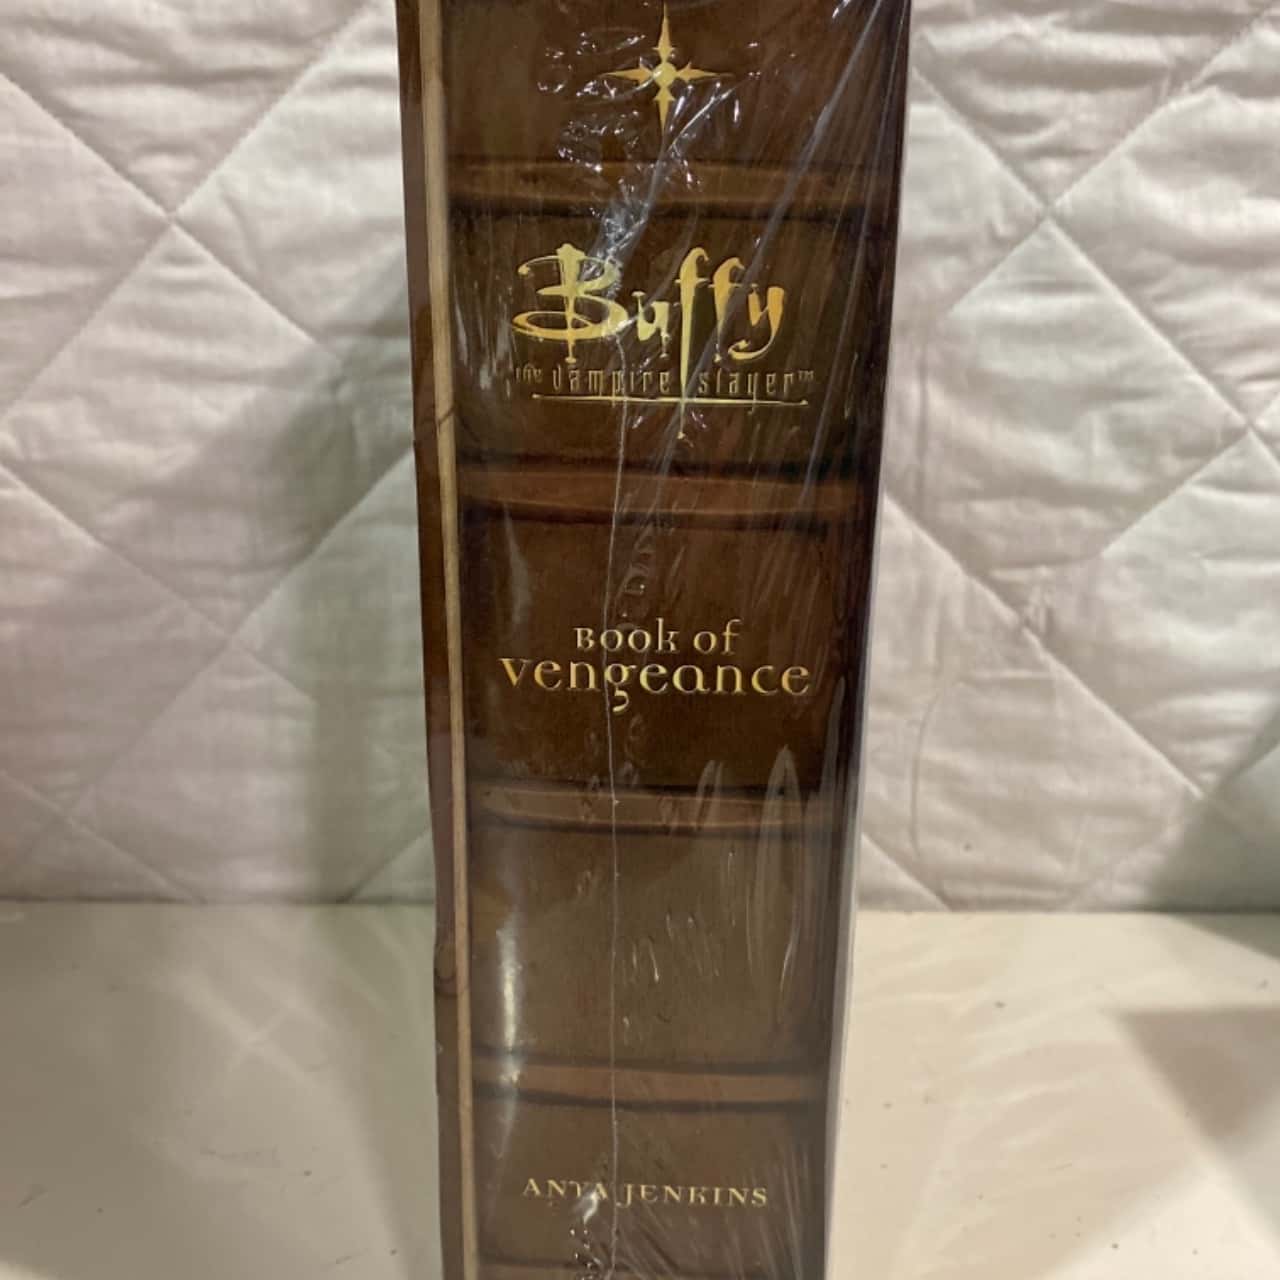 Buffy
the vampire slayer™
Book of
vengeance
ANYA JENKINS